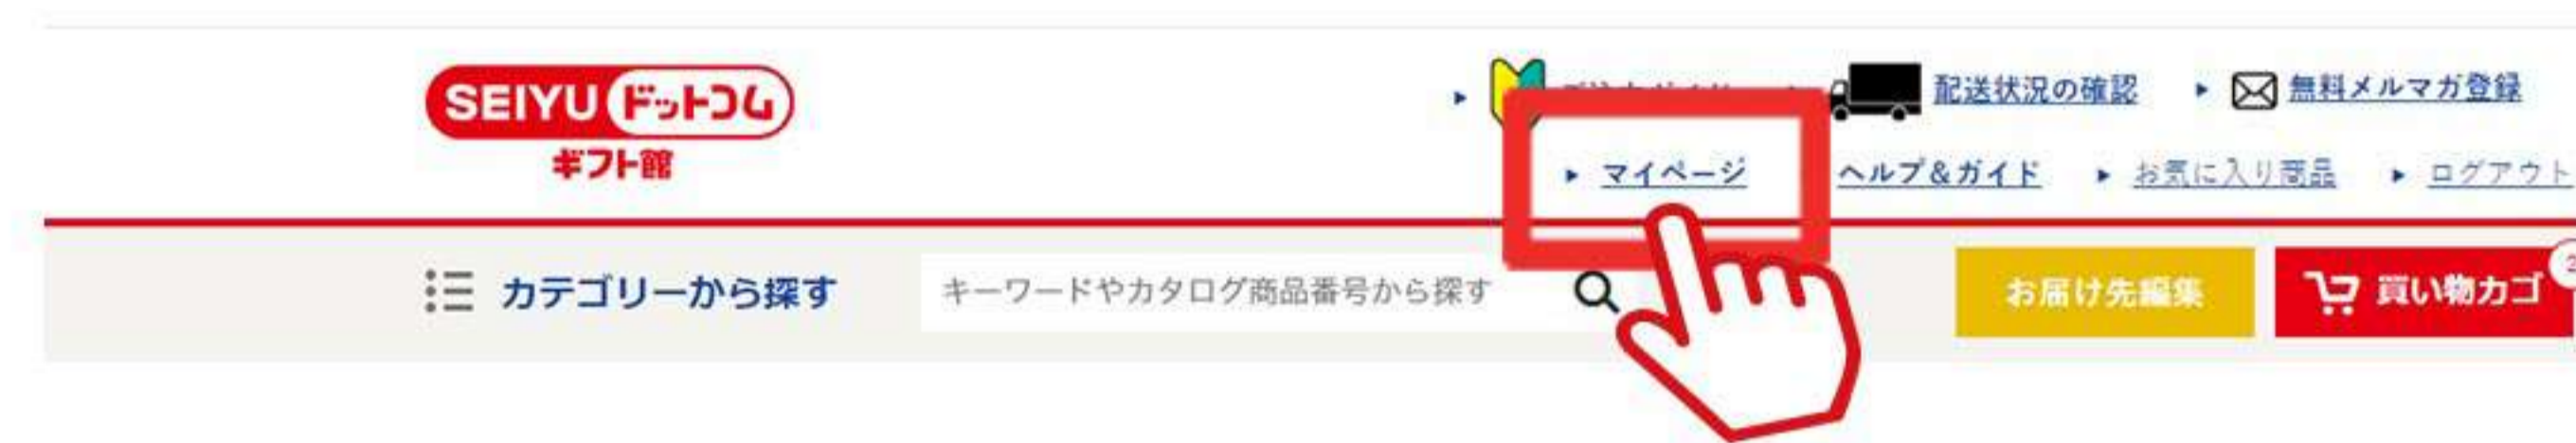 SEIYU ドットコム
ギフト館
配送状況の確認
無料メルマガ登録
マイページ
ヘルプ&ガイド
お気に入り商品
ログアウト
カテゴリーから探す
キーワードやカタログ商品番号から探す
お届け先編集
買い物カゴ